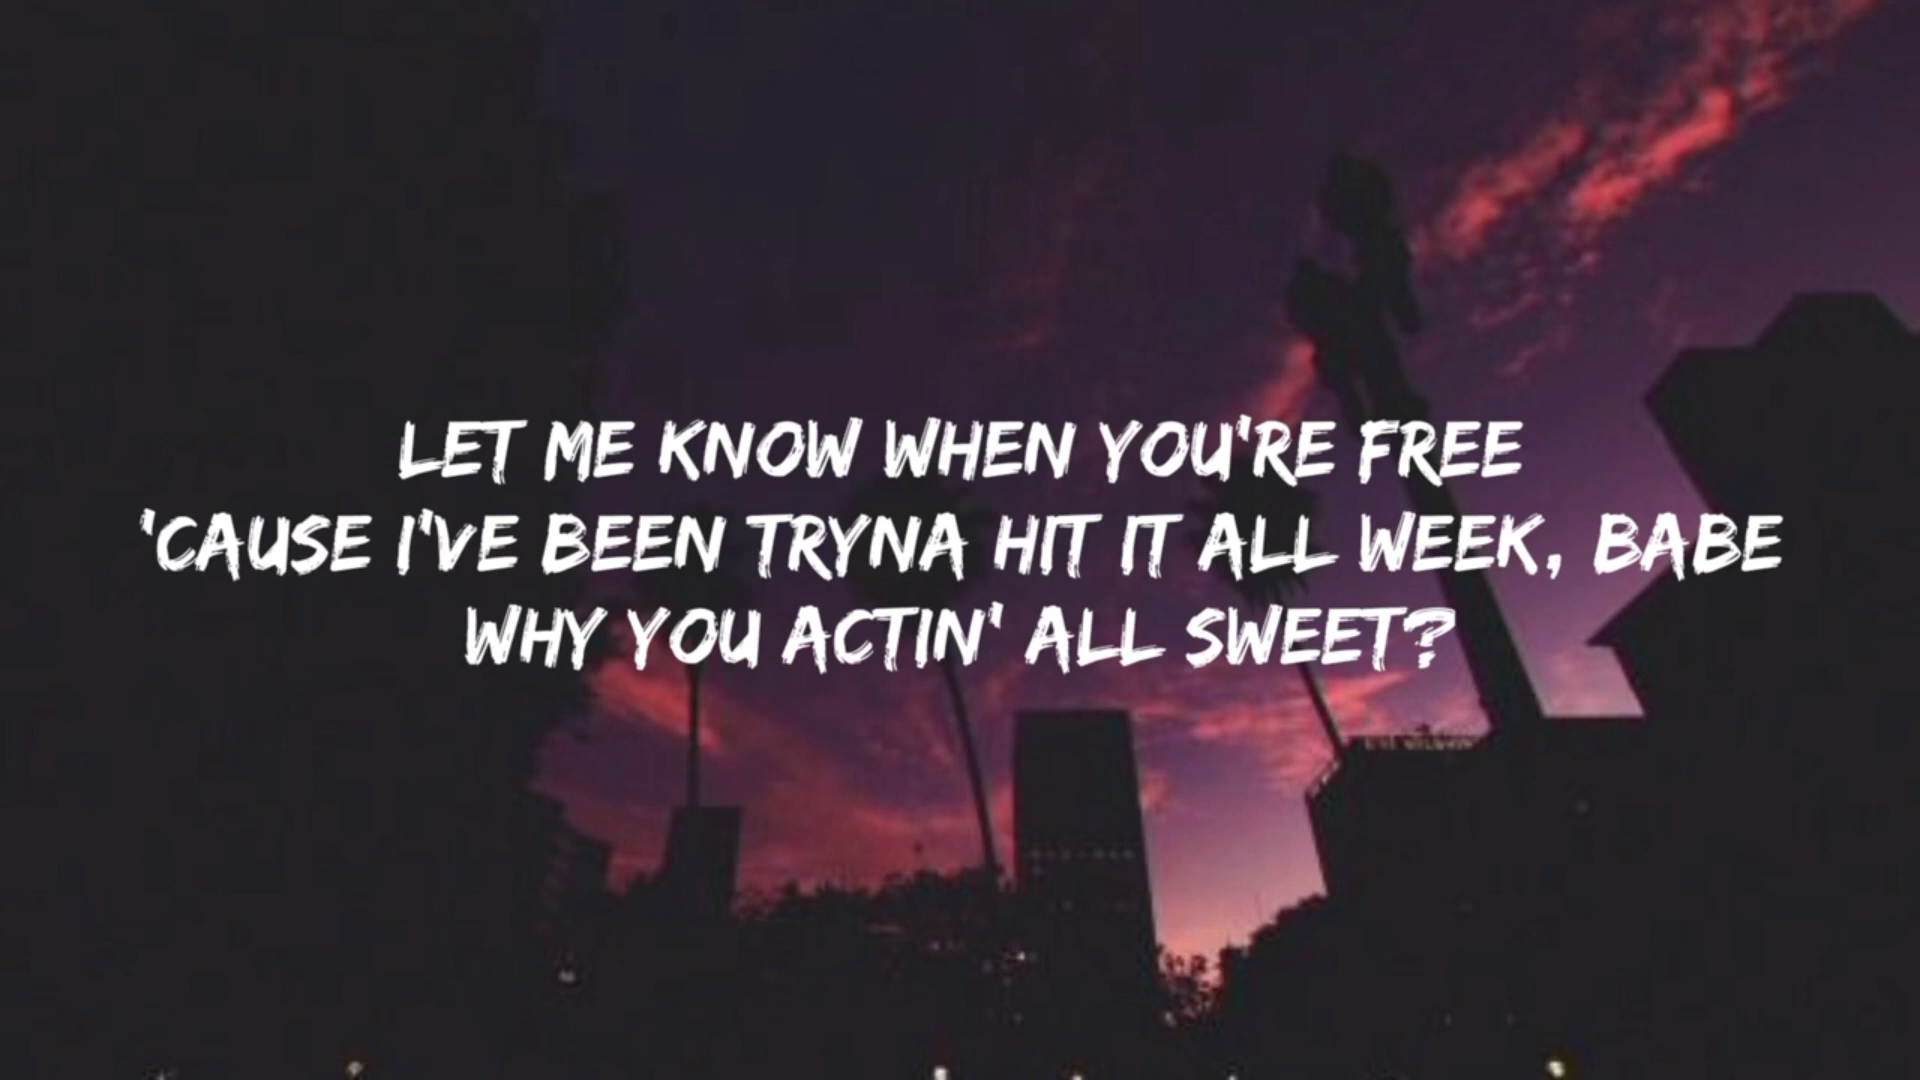 LET ME KNOW WHEN YOU'RE FREE
'CAUSE I'VE BEEN TRYNA HIT IT ALL WEEK, BABE
WHY YOU ACTIN' ALL SWEET?